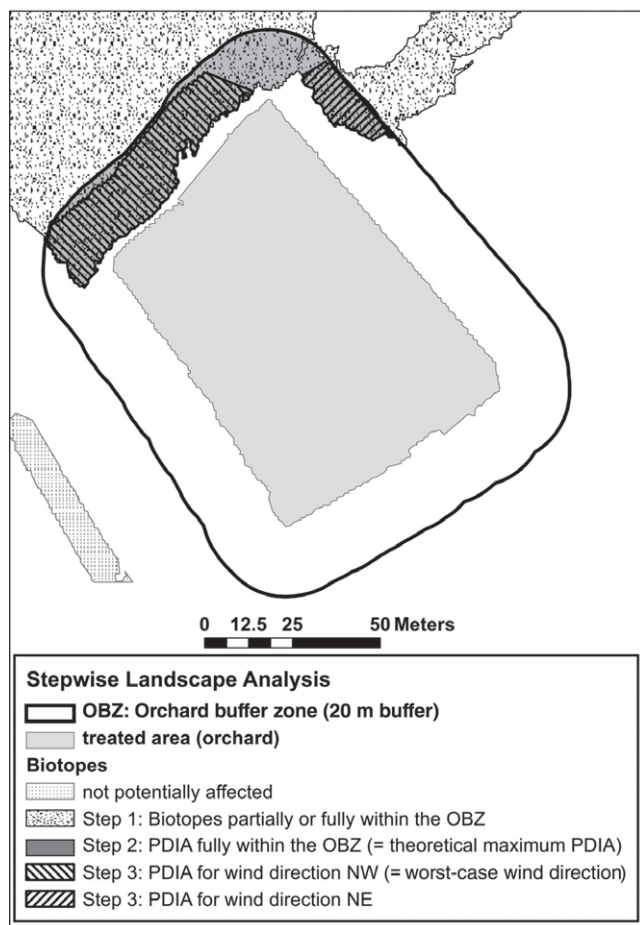 0 12.5 25 50 Meters
Stepwise Landscape Analysis
OBZ: Orchard buffer zone (20 m buffer)
treated area (orchard)
Biotopes
not potentially affected
Step 1: Biotopes partially or fully within the OBZ
Step 2: PDIA fully within the OBZ (= theoretical maximum PDIA)
Step 3: PDIA for wind direction NW (= worst-case wind direction)
Step 3: PDIA for wind direction NE